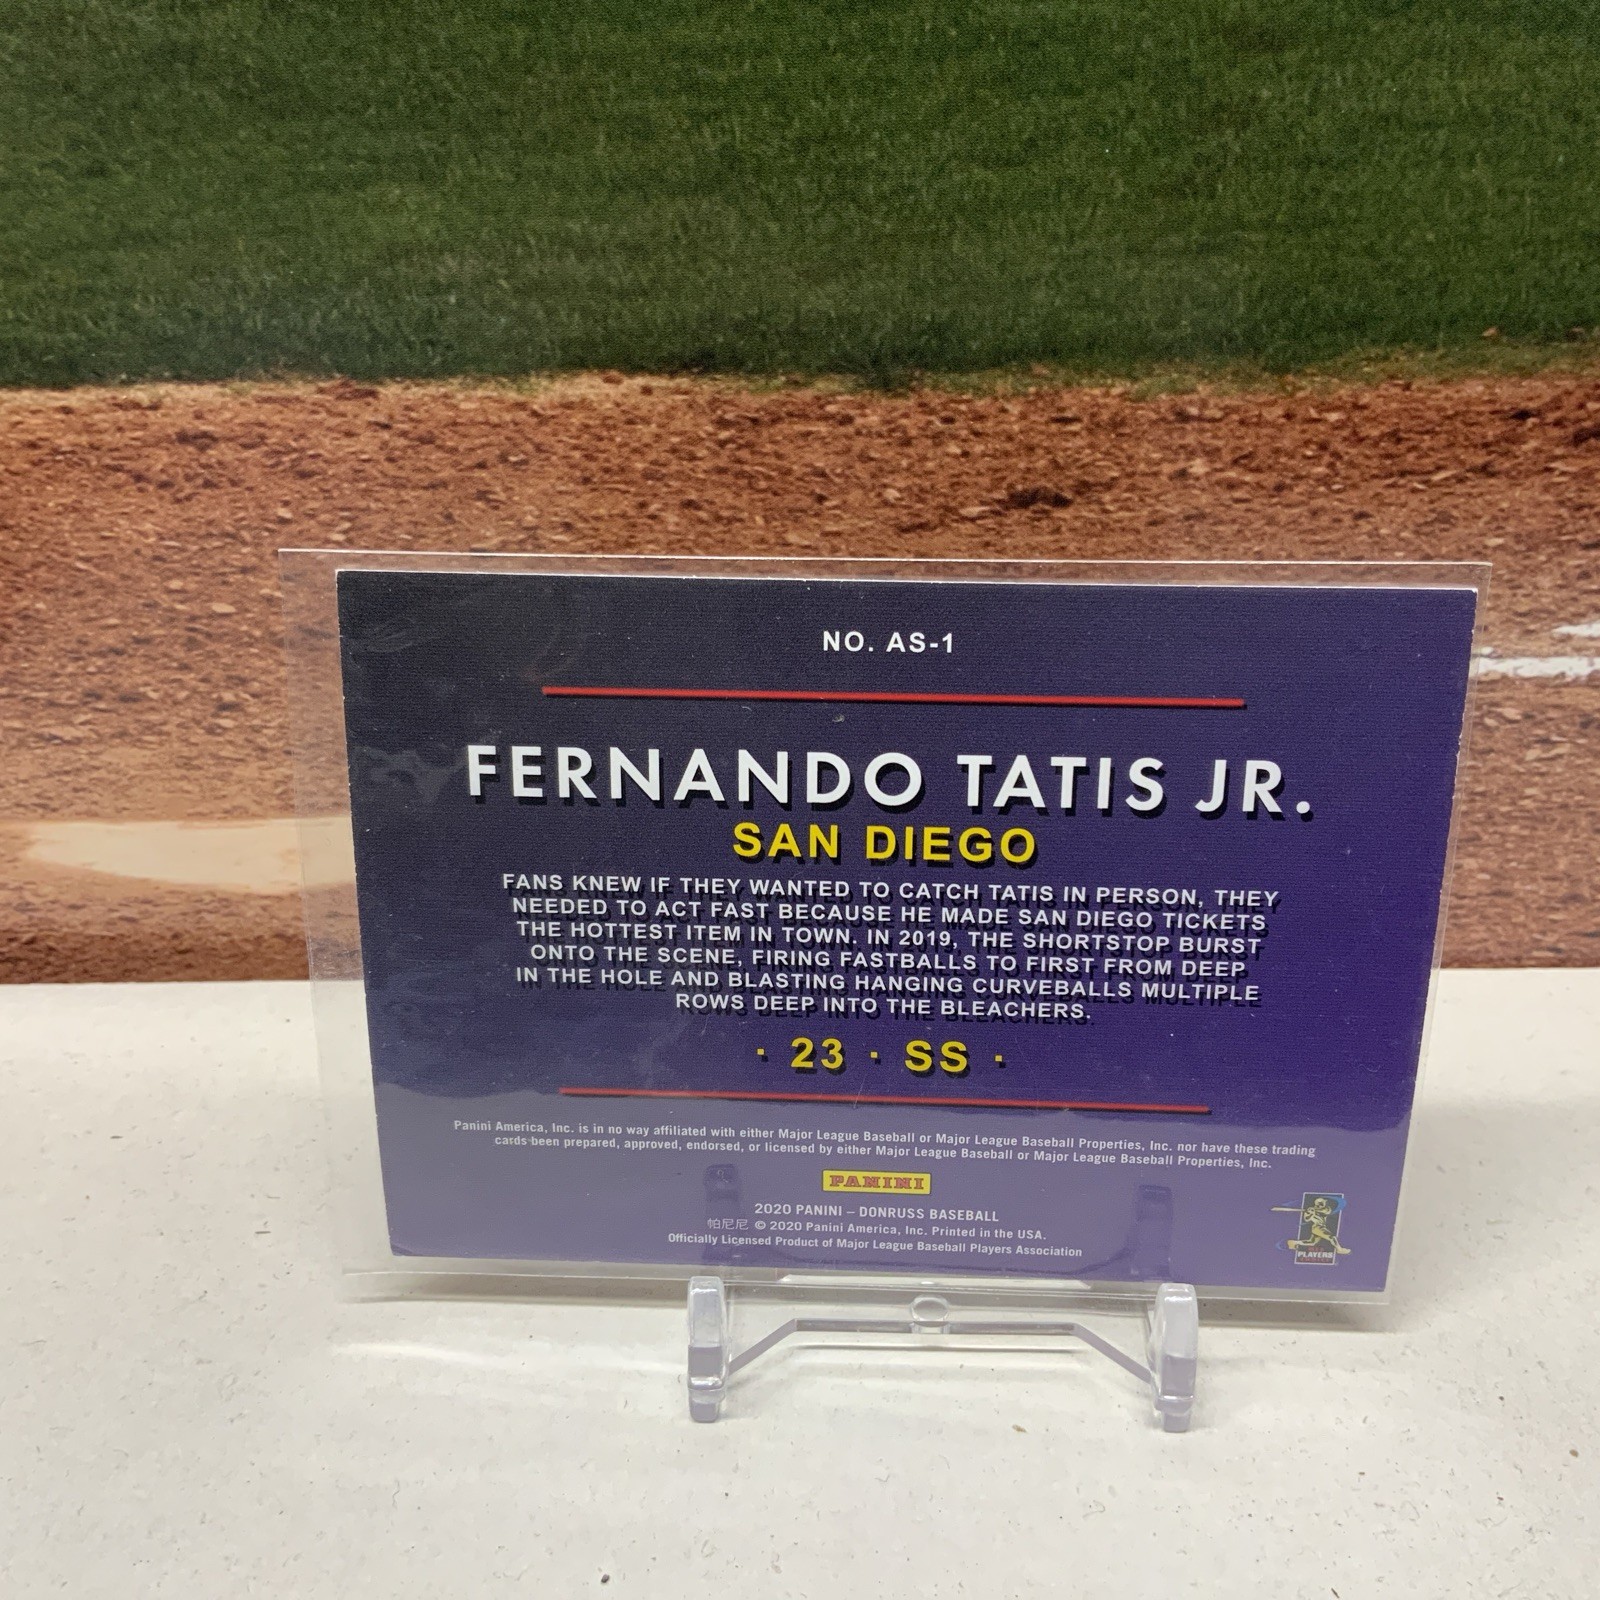 NO. AS-1
FERNANDO TATIS JR.
SAN DIEGO
FANS KNEW IF THEY WANTED TO CATCH TATIS IN PERSON, THEY
NEEDED TO ACT FAST BECAUSE HE MADE SAN DIEGO TICKETS
THE HOTTEST ITEM IN TOWN. IN 2019, THE SHORTSTOP BURST
ONTO THE SCENE, FIRING FASTBALLS TO FIRST FROM DEEP
IN THE HOLE AND BLASTING HANGING CURVEBALLS MULTIPLE
ROWS DEEP INTO THE BLEACHERS.
· 23 · SS ·
Panini America, Inc. is in no way affiliated with either Major League Baseball or Major League Baseball Properties, Inc. nor have these trading
cards been prepared, approved, endorsed, or licensed by either Major League Baseball or Major League Baseball Properties, Inc.
PANINI
2020 PANINI – DONRUSS BASEBALL
帕尼尼 © 2020 Panini America, Inc. Printed in the USA.
Officially Licensed Product of Major League Baseball Players Association
PLAYERS